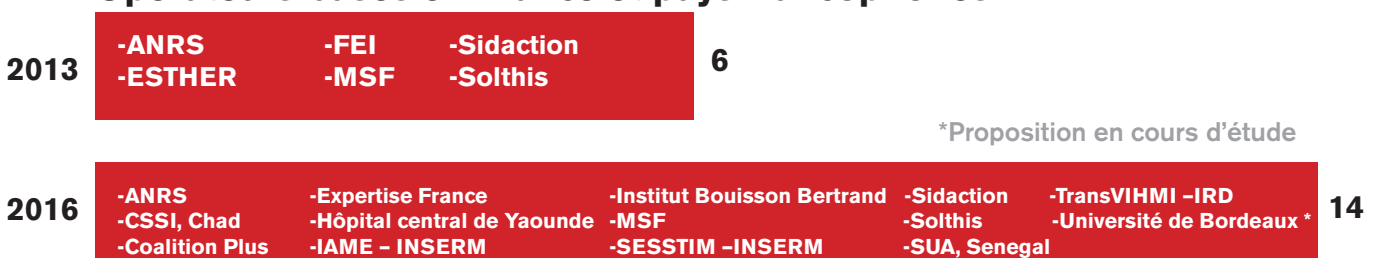 2013
-ANRS -FEI -Sidaction
-ESTHER -MSF -Solthis
6
*Proposition en cours d'étude
2016
-ANRS -Expertise France -Institut Bouisson Bertrand -Sidaction -TransVIHMI –IRD
-CSSI, Chad -Hôpital central de Yaounde -MSF -Solthis -Université de Bordeaux *
-Coalition Plus -IAME – INSERM -SESSTIM –INSERM -SUA, Senegal
14